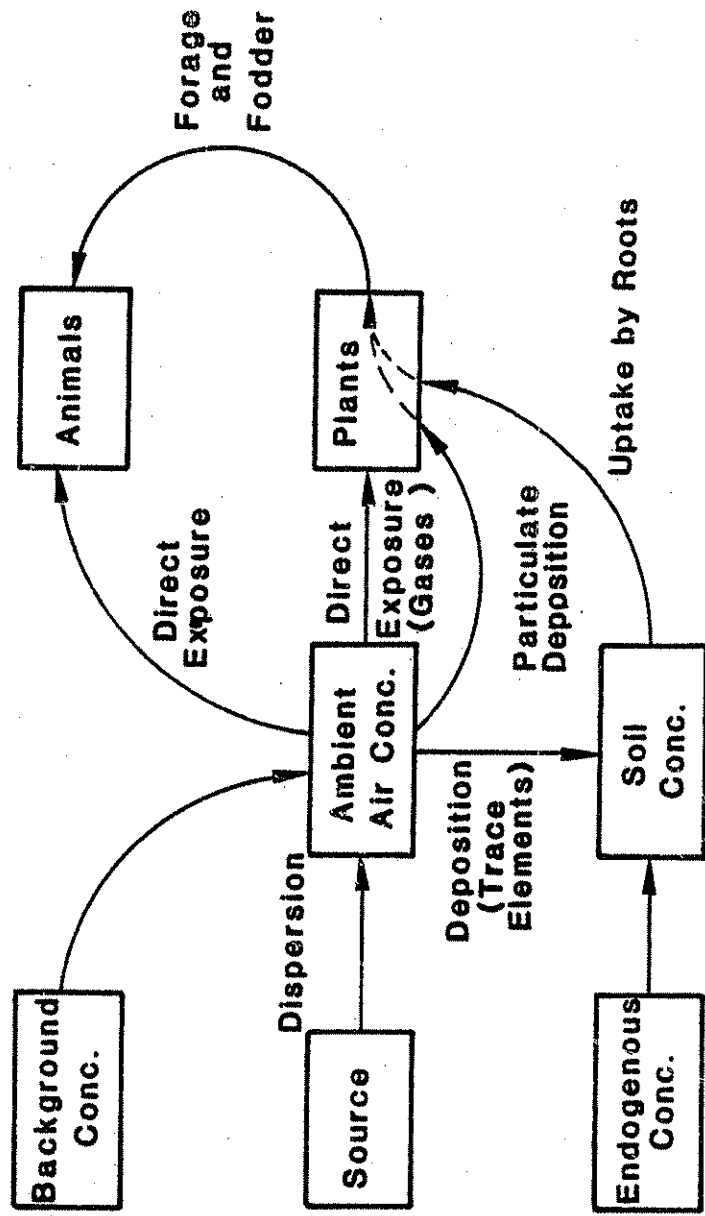 Background
Conc.
Source
Endogenous
Conc.
Dispersion
Ambient
Air Conc.
Deposition
(Trace
Elements)
Soil
Conc.
Direct
Exposure
Direct
Exposure
(Gases )
Particulate
Deposition
Animals
Plants
Uptake by Roots
Forage
and
Fodder